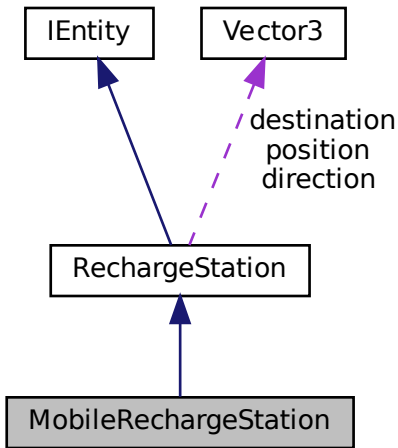 IEntity
Vector3
destination
position
direction
RechargeStation
MobileRechargeStation